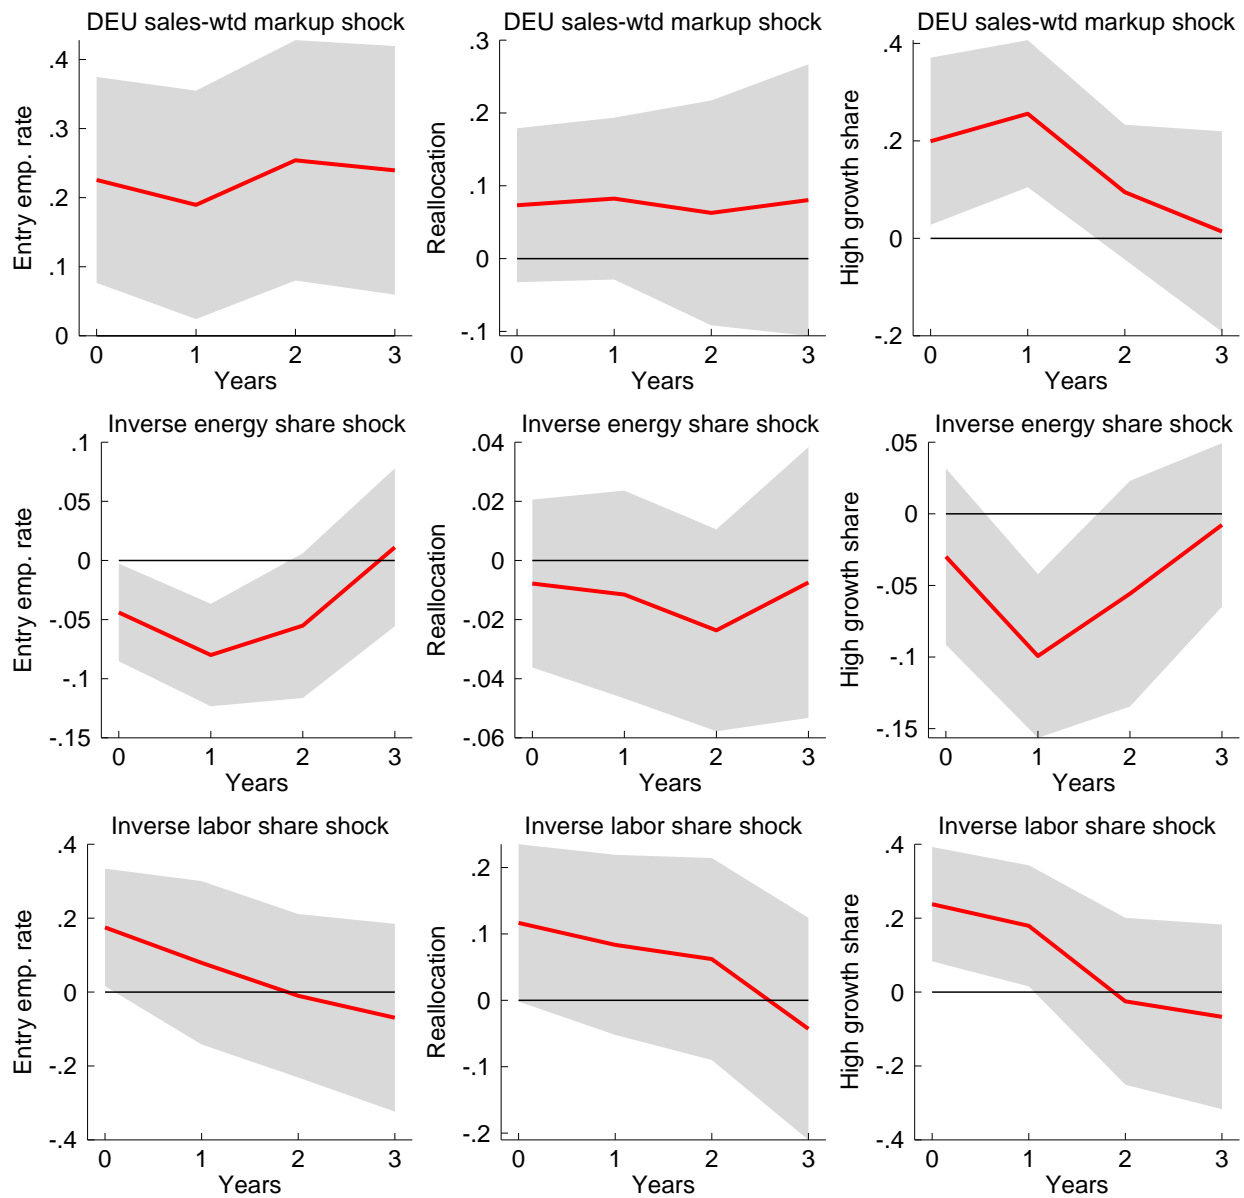 DEU sales-wtd markup shock
Entry emp. rate
.4
.3
.2
.1
0
0 1 2 3
Years
DEU sales-wtd markup shock
Reallocation
.3
.2
.1
0
-.1
0 1 2 3
Years
DEU sales-wtd markup shock
High growth share
.4
.2
0
-.2
0 1 2 3
Years
Inverse energy share shock
Entry emp. rate
.1
.05
0
-.05
-.1
-.15
0 1 2 3
Years
Inverse energy share shock
Reallocation
.04
.02
0
-.02
-.04
-.06
0 1 2 3
Years
Inverse energy share shock
High growth share
.05
0
-.05
-.1
-.15
0 1 2 3
Years
Inverse labor share shock
Entry emp. rate
.4
.2
0
-.2
-.4
0 1 2 3
Years
Inverse labor share shock
Reallocation
.2
.1
0
-.1
-.2
0 1 2 3
Years
Inverse labor share shock
High growth share
.4
.2
0
-.2
-.4
0 1 2 3
Years